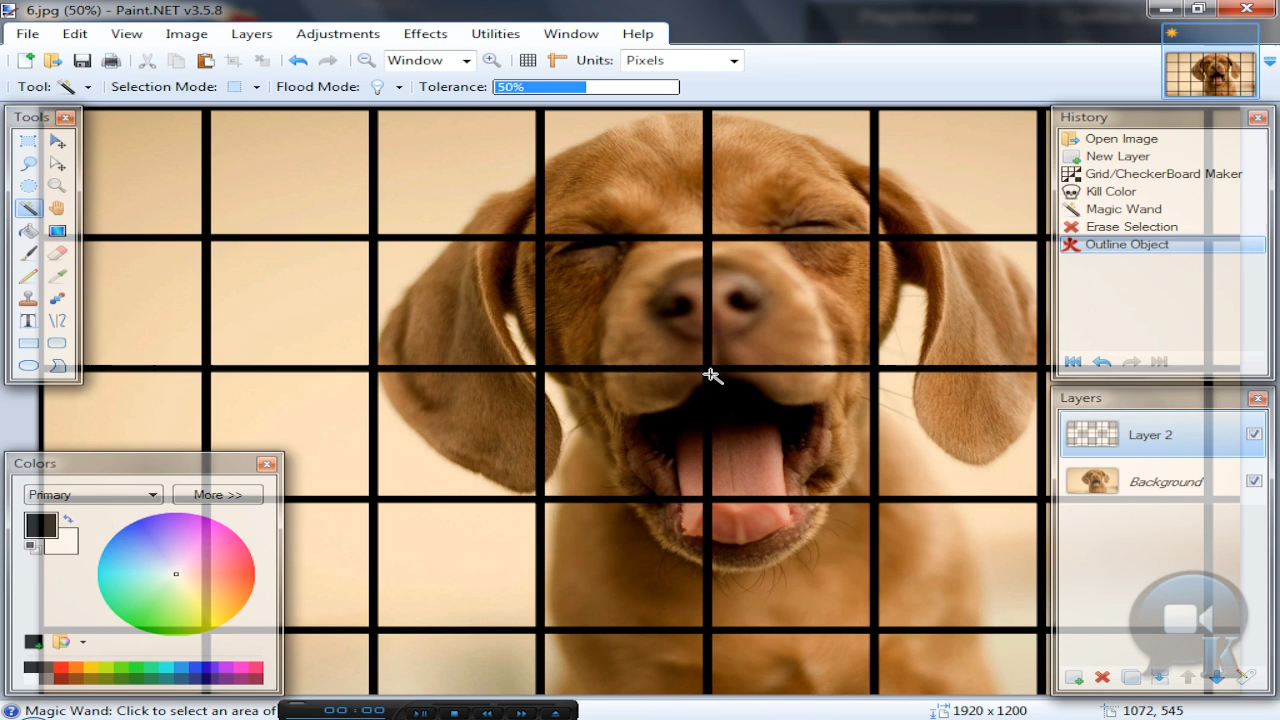 6.jpg (50%) - Paint.NET v3.5.8
File Edit View Image Layers Adjustments Effects Utilities Window Help
Window Units: Pixels
Tool: Selection Mode: Flood Mode: Tolerance: 50%
Tools
History
Open Image
New Layer
Grid/CheckerBoard Maker
Kill Color
Magic Wand
Erase Selection
Outline Object
Layers
Layer 2
Background
Colors
Primary More >>
K
Magic Wand: Click to select an area of
00:00
1920 x 1200
1072, 545